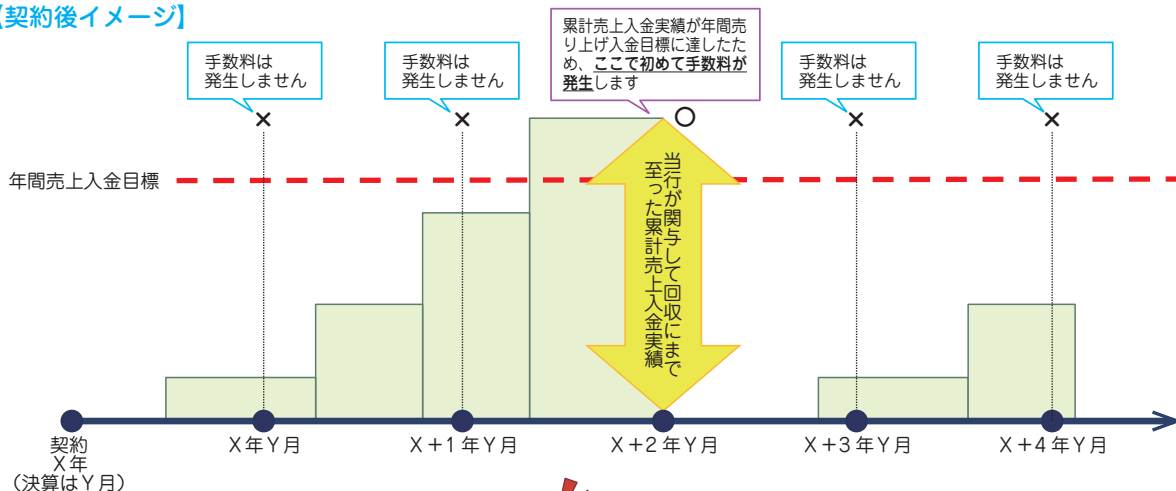 【契約後イメージ】
手数料は
発生しません
手数料は
発生しません
累計売上入金実績が年間売
り上げ入金目標に達したた
め、ここで初めて手数料が
発生します
手数料は
発生しません
手数料は
発生しません
年間売上入金目標
当行が関与して回収にまで
至った累計売上入金実績
契約
X年
（決算はY月）
X年Y月
X＋1年Y月
X＋2年Y月
X＋3年Y月
X＋4年Y月